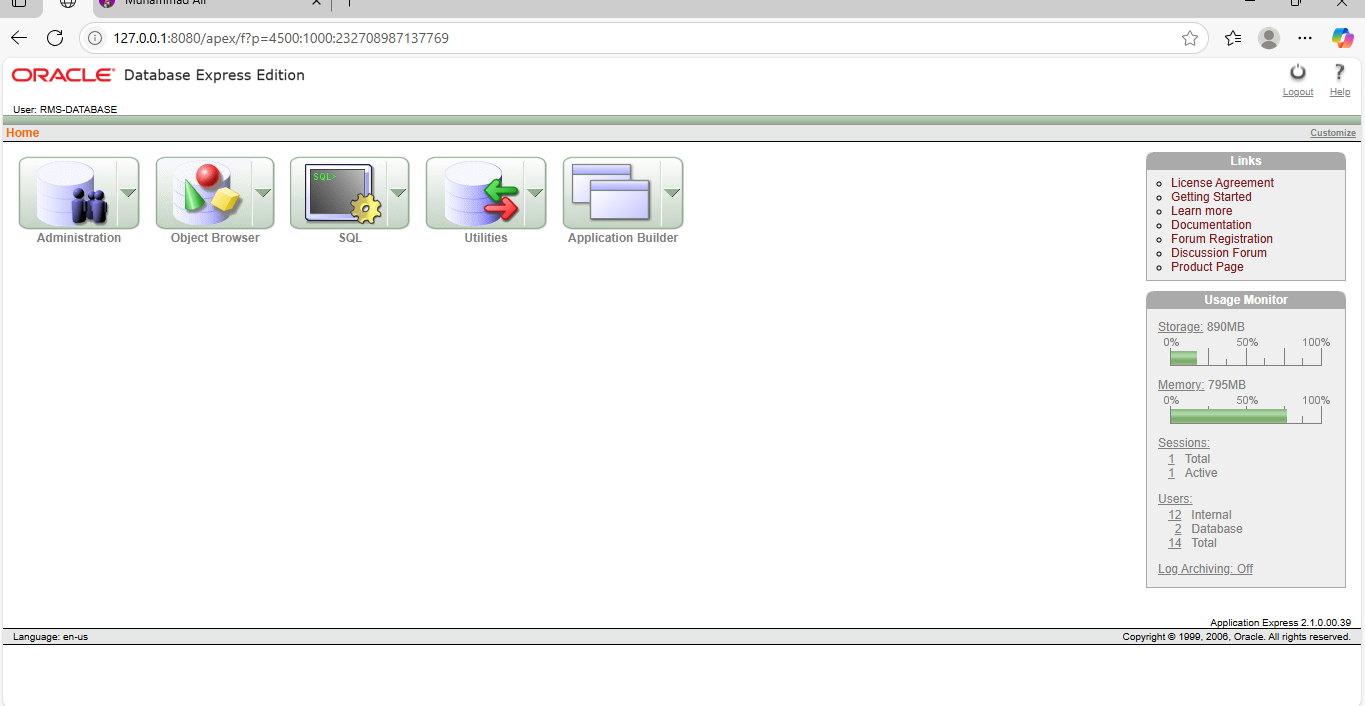 Muhammad Ali
127.0.0.1:8080/apex/f?p=4500:1000:232708987137769
ORACLE Database Express Edition
Logout
Help
User: RMS-DATABASE
Home
Customize
SQL>
Administration
Object Browser
SQL
Utilities
Application Builder
Links
License Agreement
Getting Started
Learn more
Documentation
Forum Registration
Discussion Forum
Product Page
Usage Monitor
Storage: 890MB
0% 50% 100%
Memory: 795MB
0% 50% 100%
Sessions:
1 Total
1 Active
Users:
12 Internal
2 Database
14 Total
Log Archiving: Off
Application Express 2.1.0.00.39
Language: en-us
Copyright © 1999, 2006, Oracle. All rights reserved.